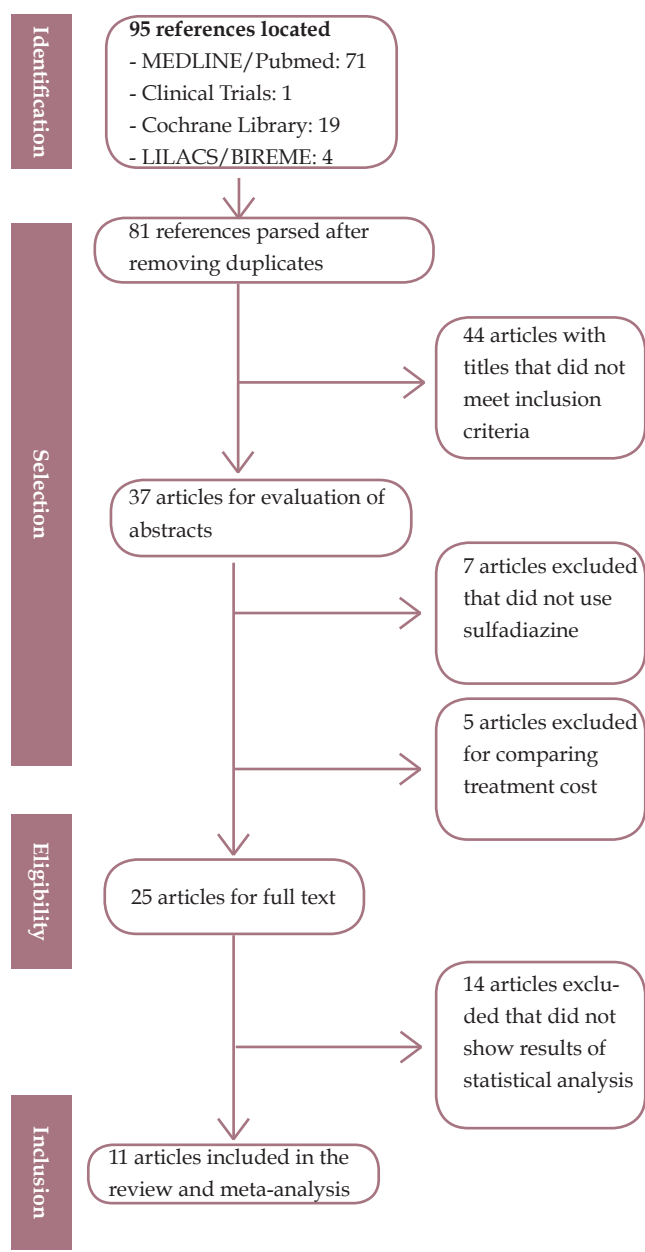 Identification
95 references located
- MEDLINE/Pubmed: 71
- Clinical Trials: 1
- Cochrane Library: 19
- LILACS/BIREME: 4
Selection
81 references parsed after
removing duplicates
44 articles with
titles that did not
meet inclusion
criteria
37 articles for evaluation of
abstracts
7 articles excluded
that did not use
sulfadiazine
5 articles excluded
for comparing
treatment cost
Eligibility
25 articles for full text
14 articles exclu-
ded that did not
show results of
statistical analysis
Inclusion
11 articles included in the
review and meta-analysis